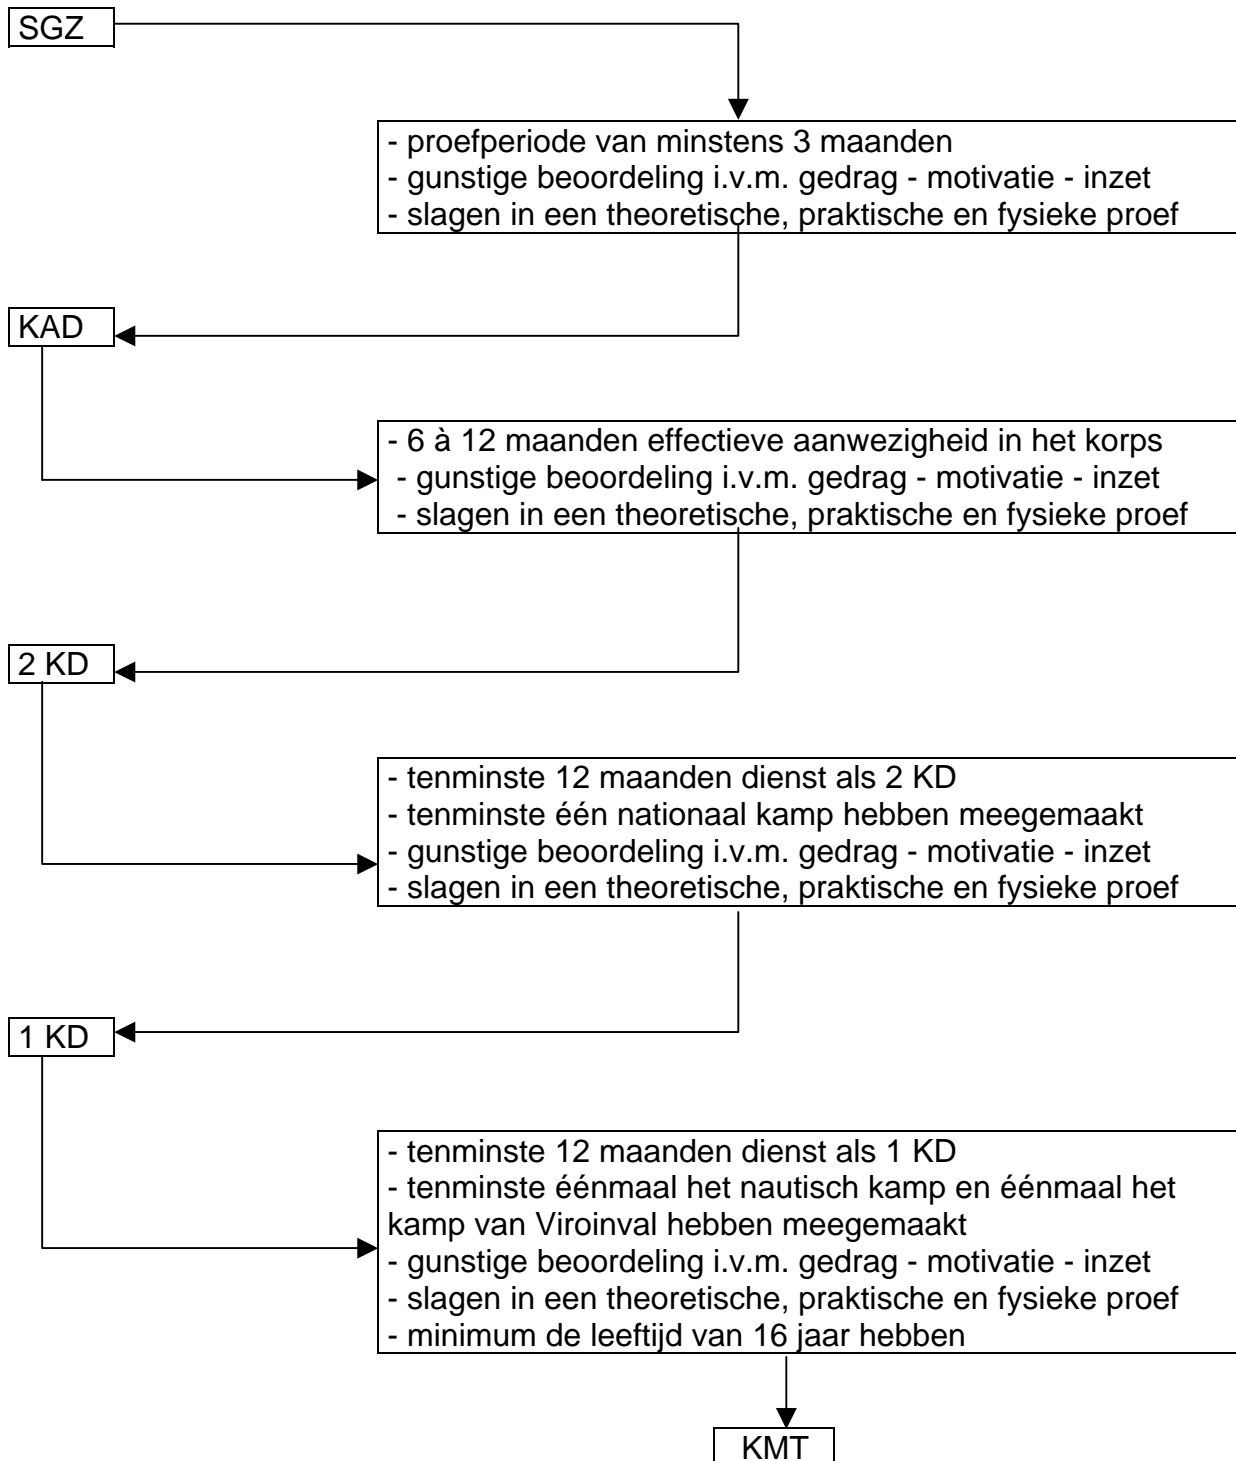 SGZ
- proefperiode van minstens 3 maanden
- gunstige beoordeling i.v.m. gedrag - motivatie - inzet
- slagen in een theoretische, praktische en fysieke proef
KAD
- 6 à 12 maanden effectieve aanwezigheid in het korps
- gunstige beoordeling i.v.m. gedrag - motivatie - inzet
- slagen in een theoretische, praktische en fysieke proef
2 KD
- tenminste 12 maanden dienst als 2 KD
- tenminste één nationaal kamp hebben meegemaakt
- gunstige beoordeling i.v.m. gedrag - motivatie - inzet
- slagen in een theoretische, praktische en fysieke proef
1 KD
- tenminste 12 maanden dienst als 1 KD
- tenminste éénmaal het nautisch kamp en éénmaal het
kamp van Viroinval hebben meegemaakt
- gunstige beoordeling i.v.m. gedrag - motivatie - inzet
- slagen in een theoretische, praktische en fysieke proef
- minimum de leeftijd van 16 jaar hebben
KMT